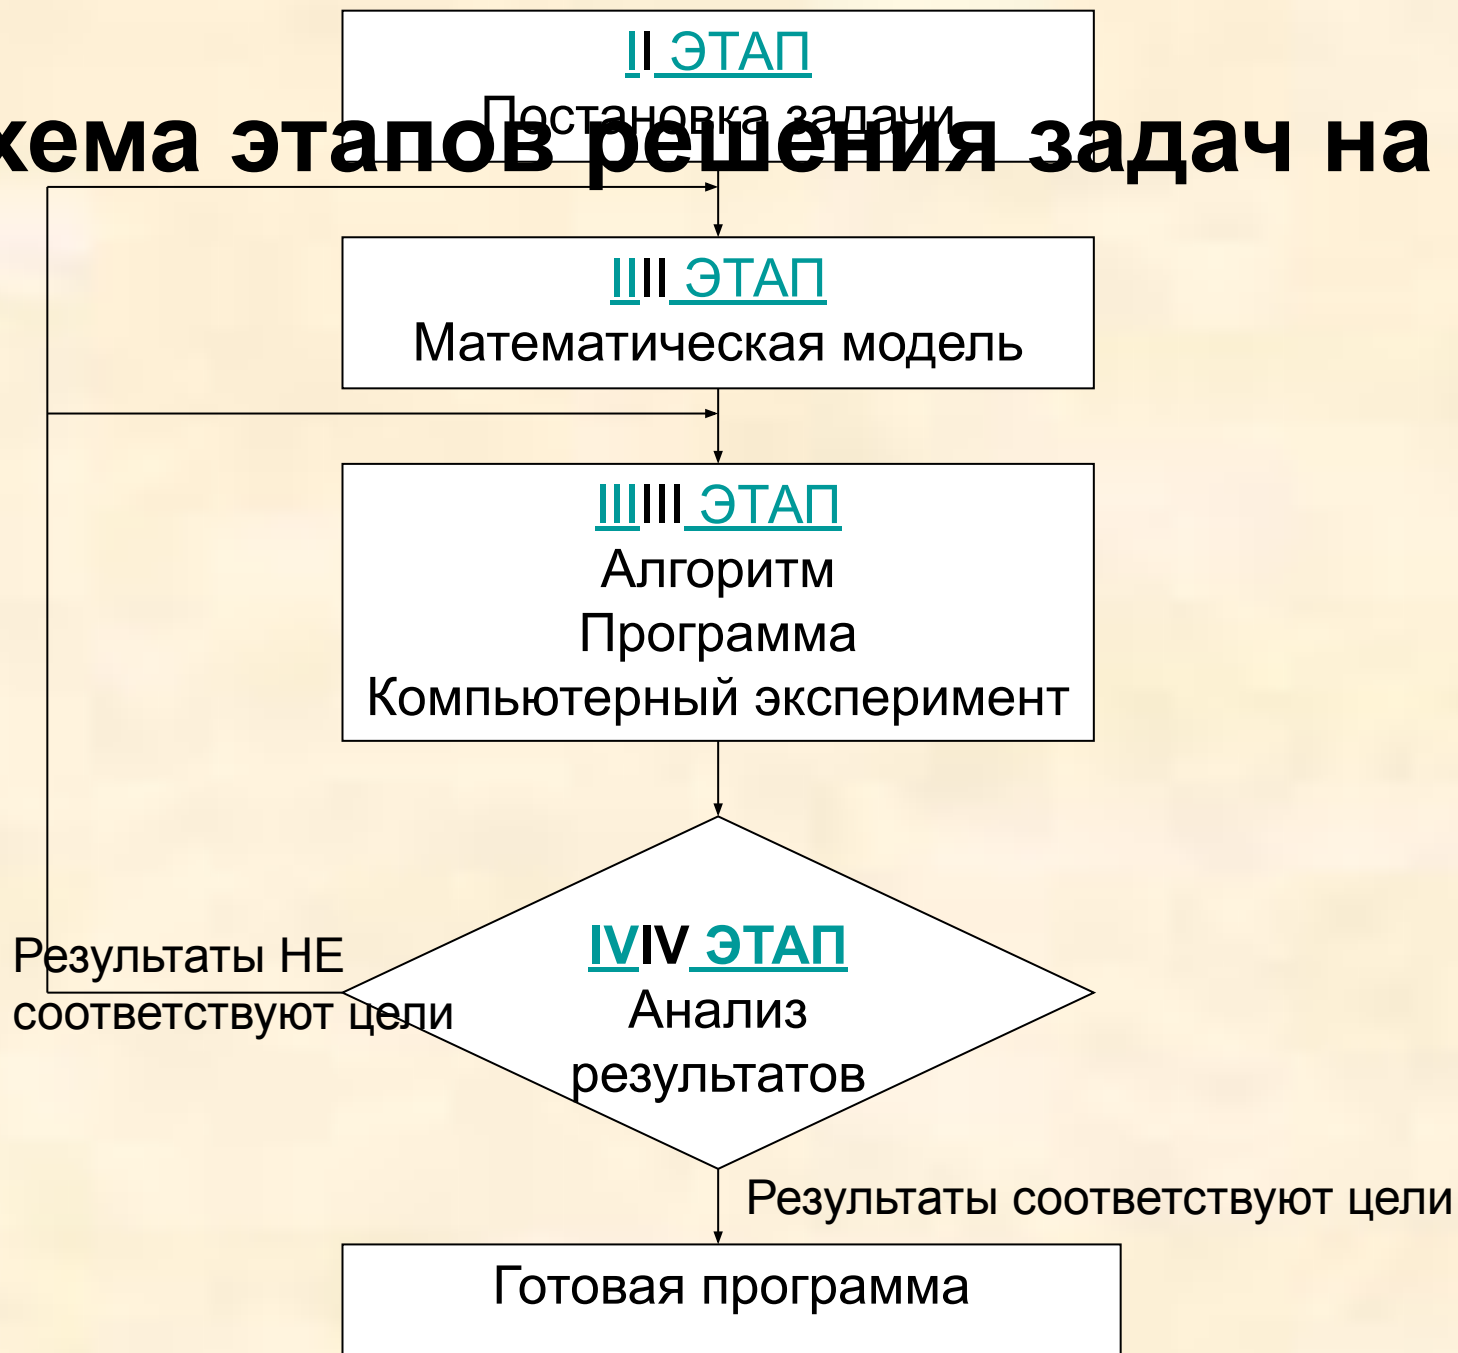 II ЭТАП
Постановка задачи
хема этапов решения задач на
IIII ЭТАП
Математическая модель
IIIIII ЭТАП
Алгоритм
Программа
Компьютерный эксперимент
IVIV ЭТАП
Анализ
результатов
Результаты НЕ
соответствуют цели
Результаты соответствуют цели
Готовая программа